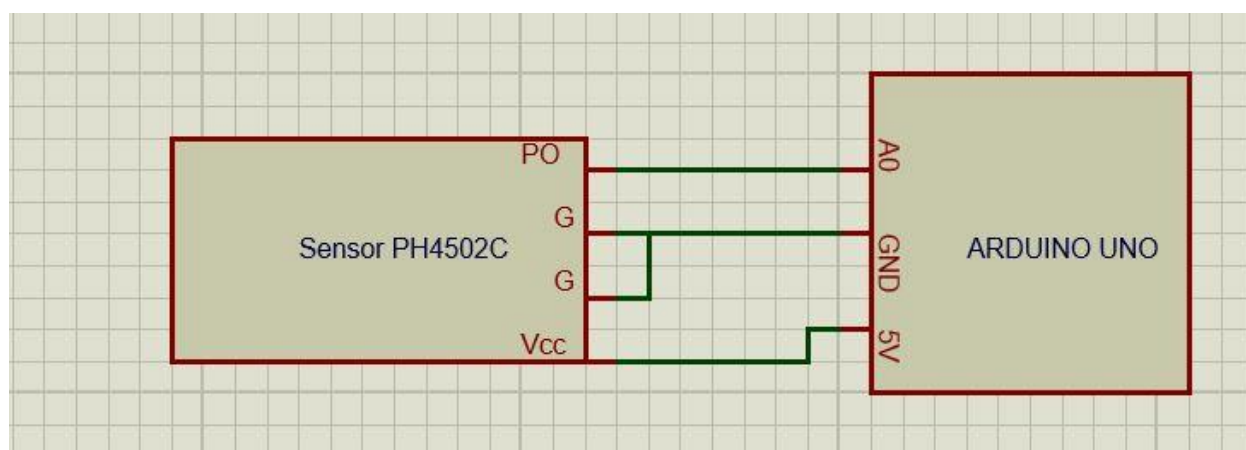 PO
G
Sensor PH4502C
G
Vcc
A0
GND
5V
ARDUINO UNO